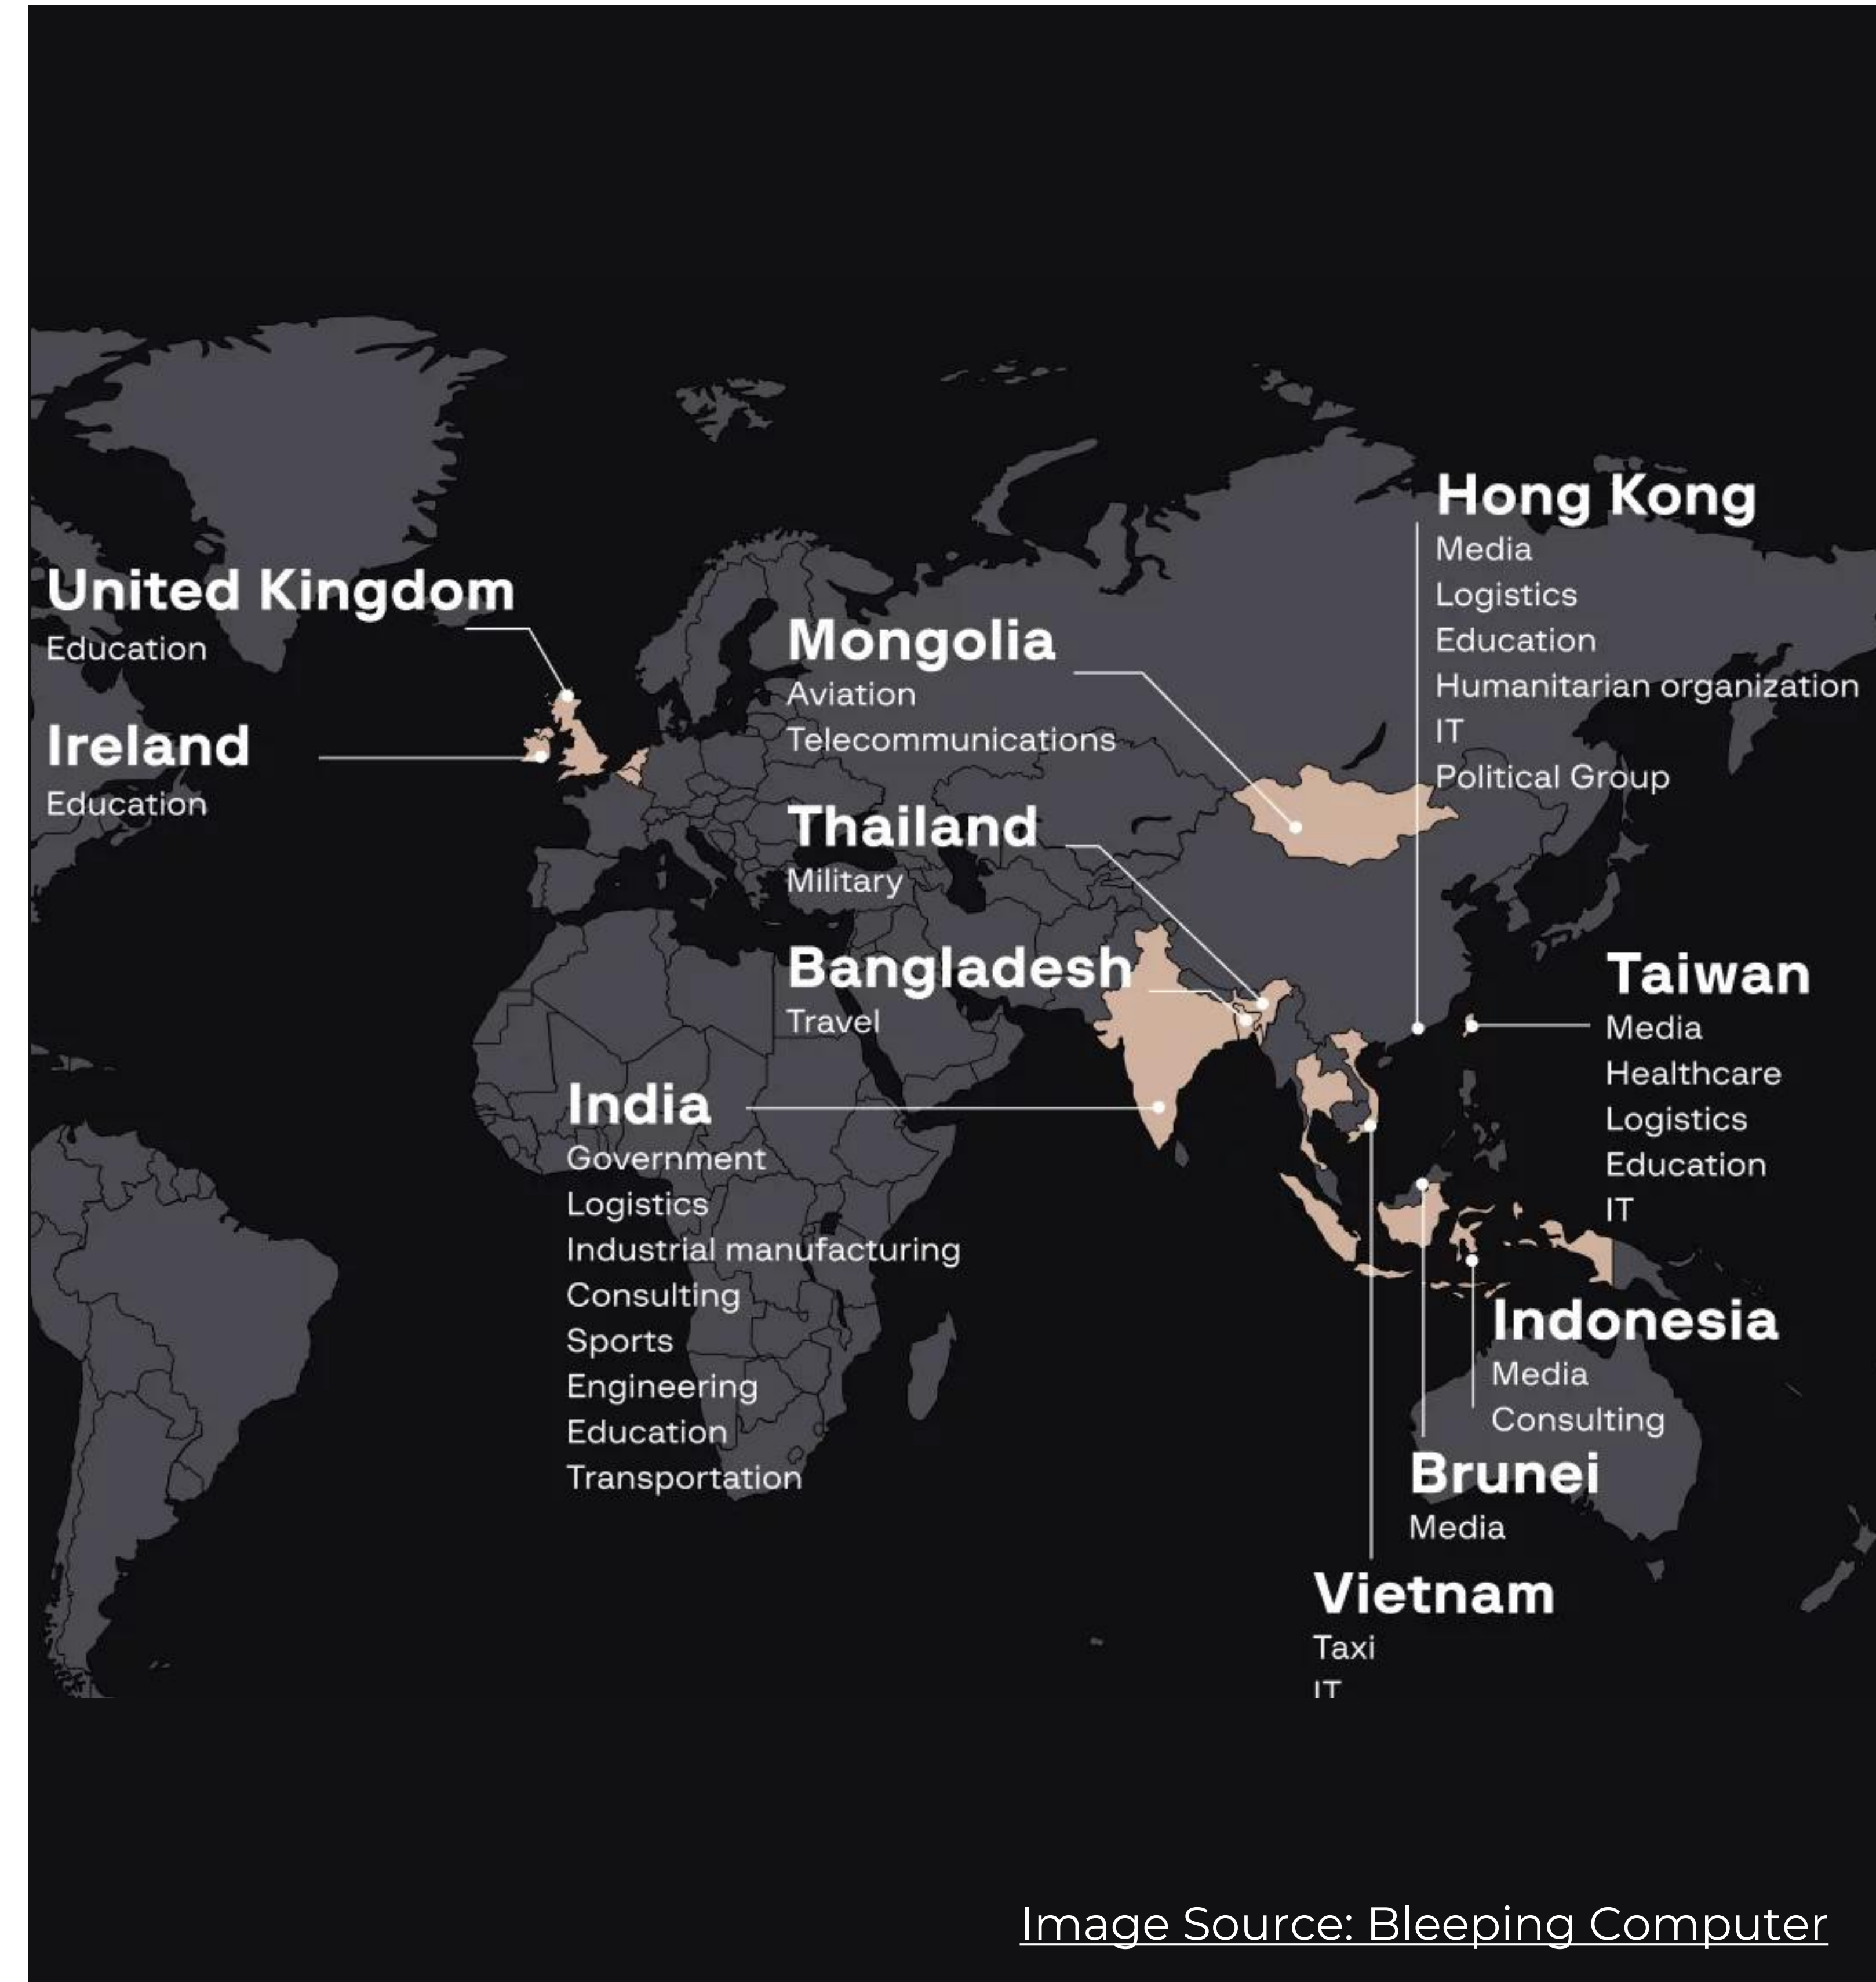 United Kingdom
Education
Ireland
Education
Mongolia
Aviation
Telecommunications
Thailand
Military
Bangladesh
Travel
India
Government
Logistics
Industrial manufacturing
Consulting
Sports
Engineering
Education
Transportation
Hong Kong
Media
Logistics
Education
Humanitarian organization
IT
Political Group
Taiwan
Media
Healthcare
Logistics
Education
IT
Indonesia
Media
Consulting
Brunei
Media
Vietnam
Taxi
IT
Image Source: Bleeping Computer